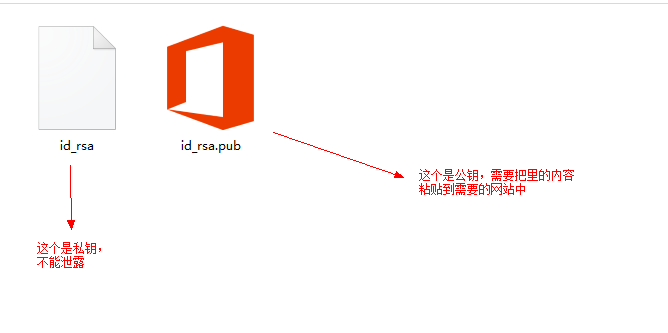 id_rsa
id_rsa.pub
这个是公钥，需要把里的内容
粘贴到需要的网站中
这个是私钥，
不能泄露